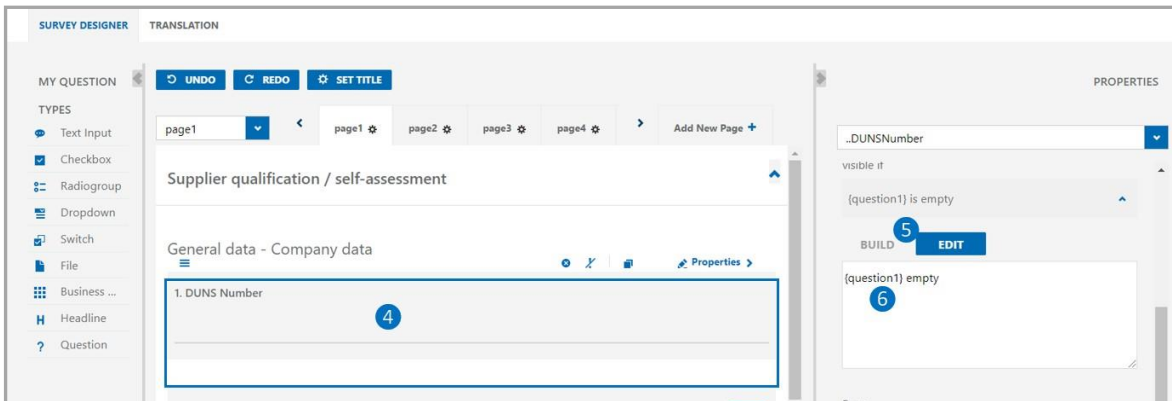 SURVEY DESIGNER TRANSLATION
MY QUESTION TYPES
Text Input
Checkbox
Radiogroup
Dropdown
Switch
File
Business ...
Headline
Question
UNDO REDO SET TITLE
page1 page1 page2 page3 page4 Add New Page +
Supplier qualification / self-assessment
General data - Company data
Properties
1. DUNS Number
4
PROPERTIES
..DUNSNumber
visible if
{question1} is empty
5
BUILD EDIT
{question1} empty
6